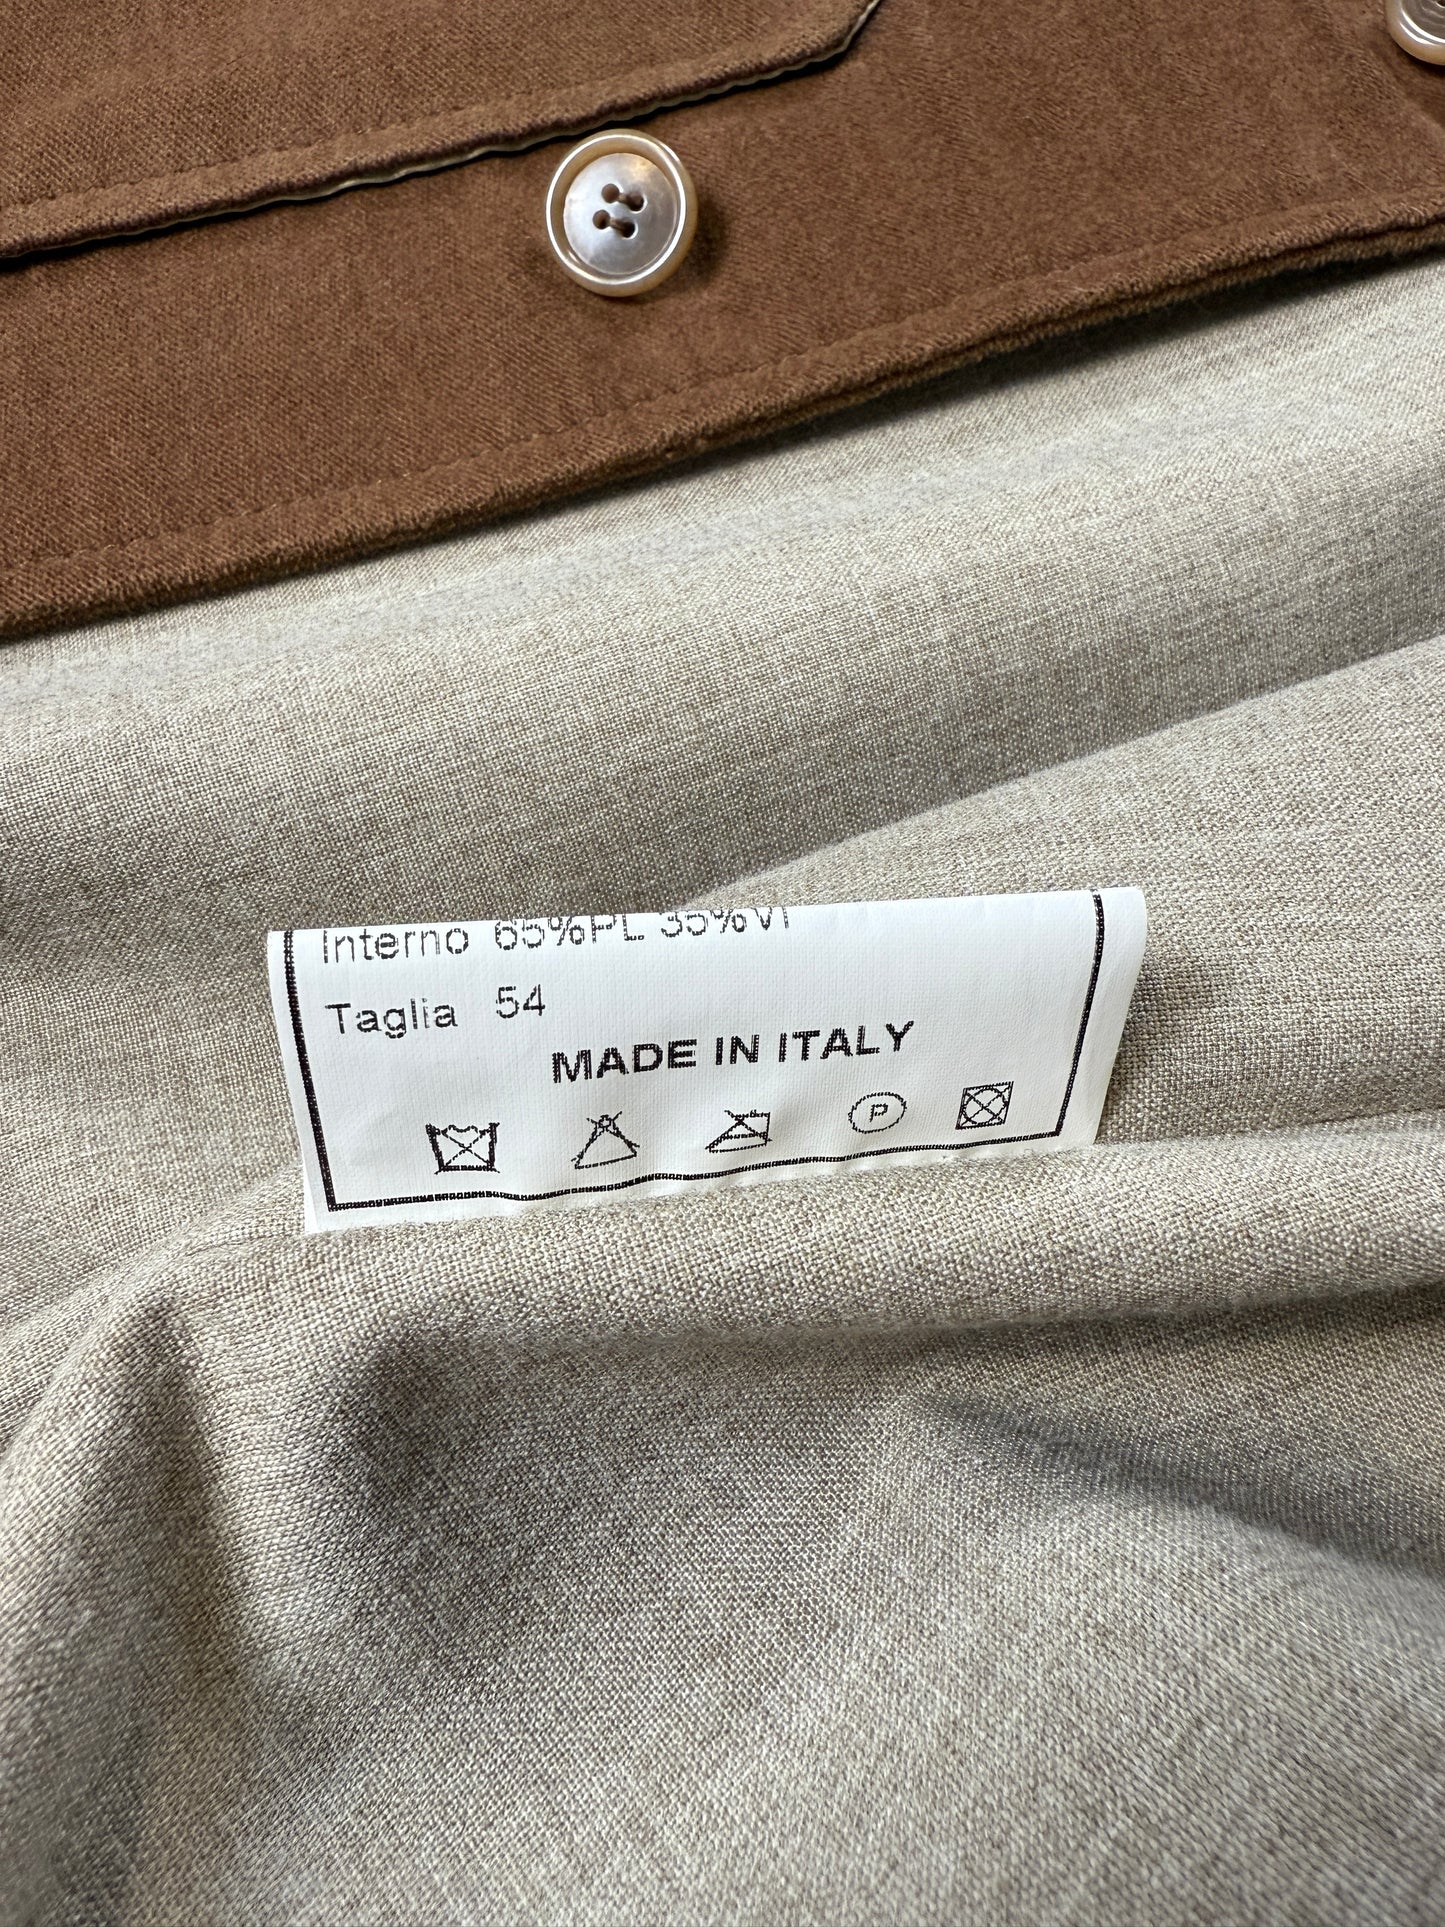 Interno 65%PL 35%VI
Taglia 54
MADE IN ITALY
P